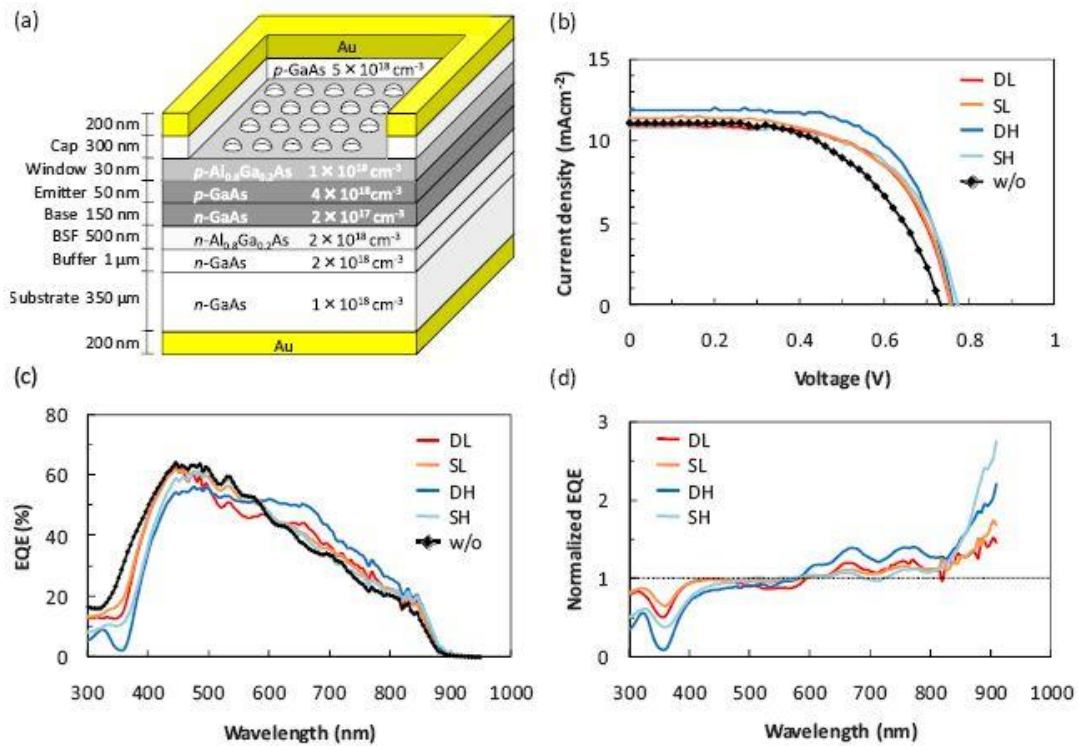 (a)
Au
p-GaAs 5 × 10¹⁸ cm⁻³
200 nm
Cap 300 nm
Window 30 nm p-Al₀.₈Ga₀.₂As 1 × 10¹⁸ cm⁻³
Emitter 50 nm p-GaAs 4 × 10¹⁸ cm⁻³
Base 150 nm n-GaAs 2 × 10¹⁷ cm⁻³
BSF 500 nm n-Al₀.₈Ga₀.₂As 2 × 10¹⁸ cm⁻³
Buffer 1 μm n-GaAs 2 × 10¹⁸ cm⁻³
Substrate 350 μm n-GaAs 1 × 10¹⁸ cm⁻³
200 nm Au
(b)
Current density (mAcm⁻²)
15
10
5
0
DL
SL
DH
SH
w/o
0 0.2 0.4 0.6 0.8 1
Voltage (V)
(c)
EQE (%)
80
60
40
20
0
DL
SL
DH
SH
w/o
300 400 500 600 700 800 900 1000
Wavelength (nm)
(d)
Normalized EQE
3
2
1
0
DL
SL
DH
SH
300 400 500 600 700 800 900 1000
Wavelength (nm)